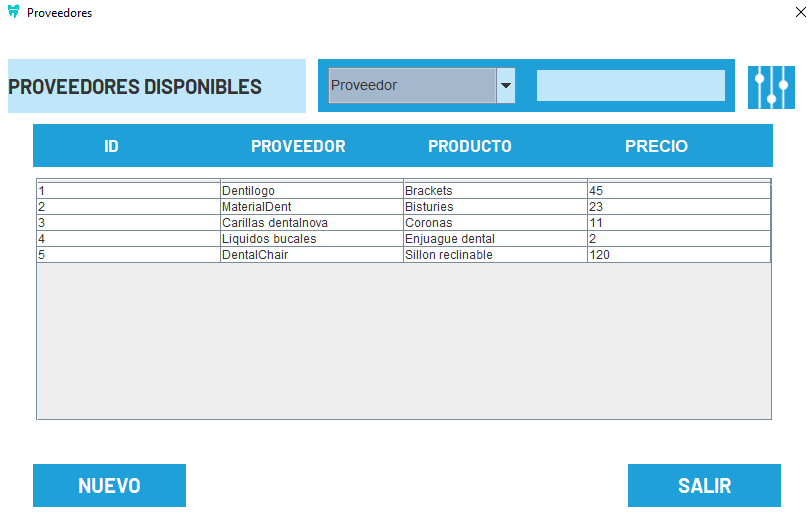 Proveedores
PROVEEDORES DISPONIBLES Proveedor
ID PROVEEDOR PRODUCTO PRECIO
1 Dentilogo Brackets 45
2 MaterialDent Bisturies 23
3 Carillas dentalnova Coronas 11
4 Liquidos bucales Enjuague dental 2
5 DentalChair Sillon reclinable 120
NUEVO SALIR